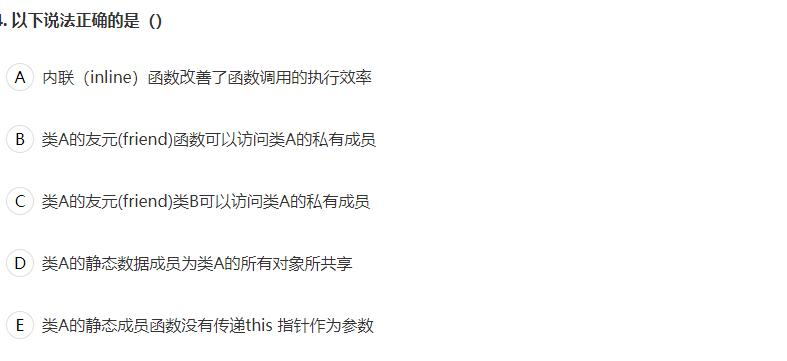 4. 以下说法正确的是（）
A 内联（inline）函数改善了函数调用的执行效率
B 类A的友元(friend)函数可以访问类A的私有成员
C 类A的友元(friend)类B可以访问类A的私有成员
D 类A的静态数据成员为类A的所有对象所共享
E 类A的静态成员函数没有传递this 指针作为参数